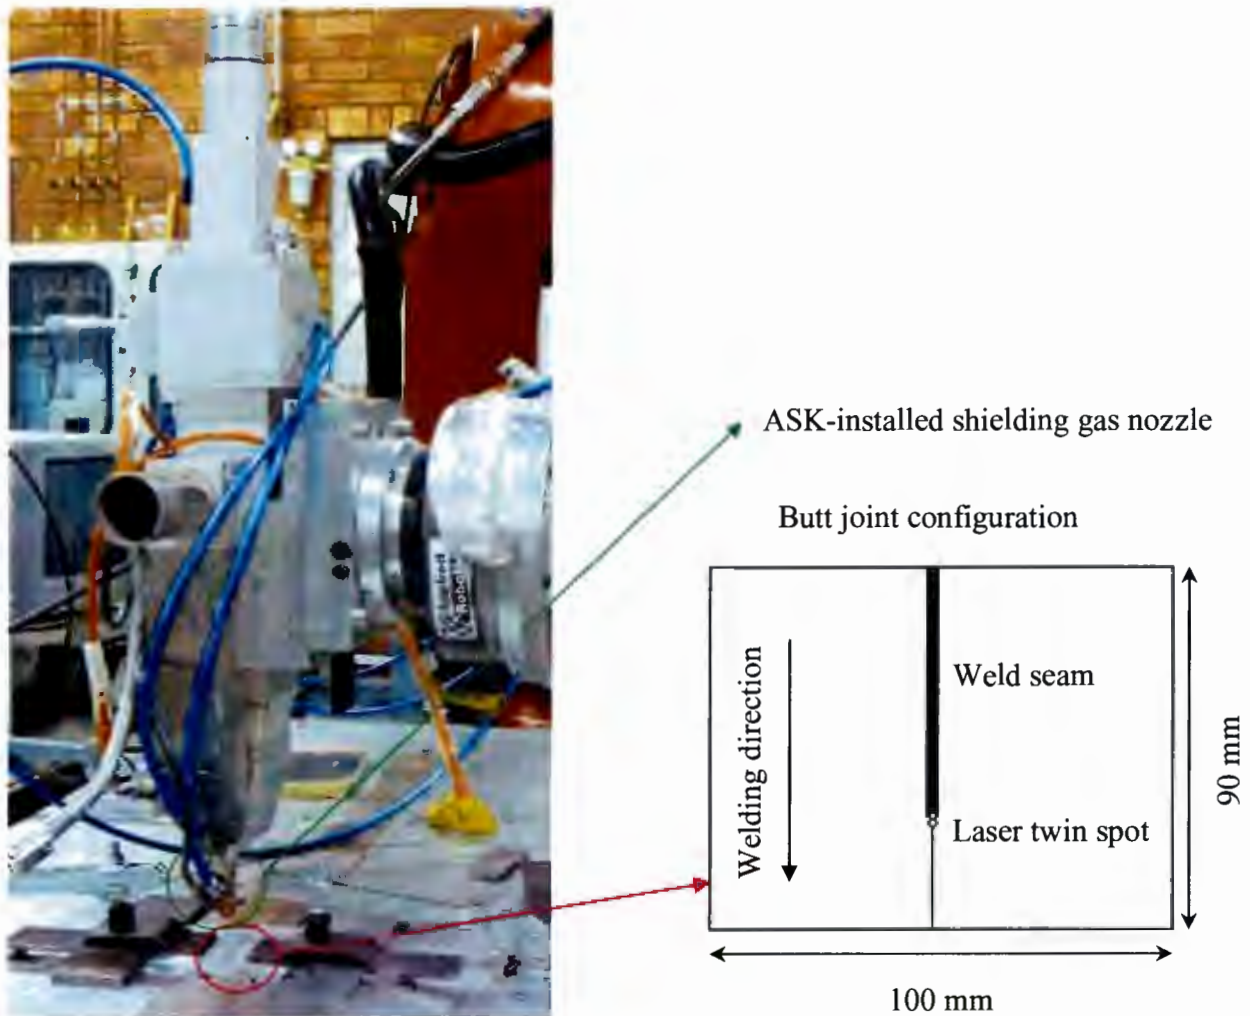 ASK-installed shielding gas nozzle
Butt joint configuration
Welding direction
Weld seam
Laser twin spot
90 mm
100 mm